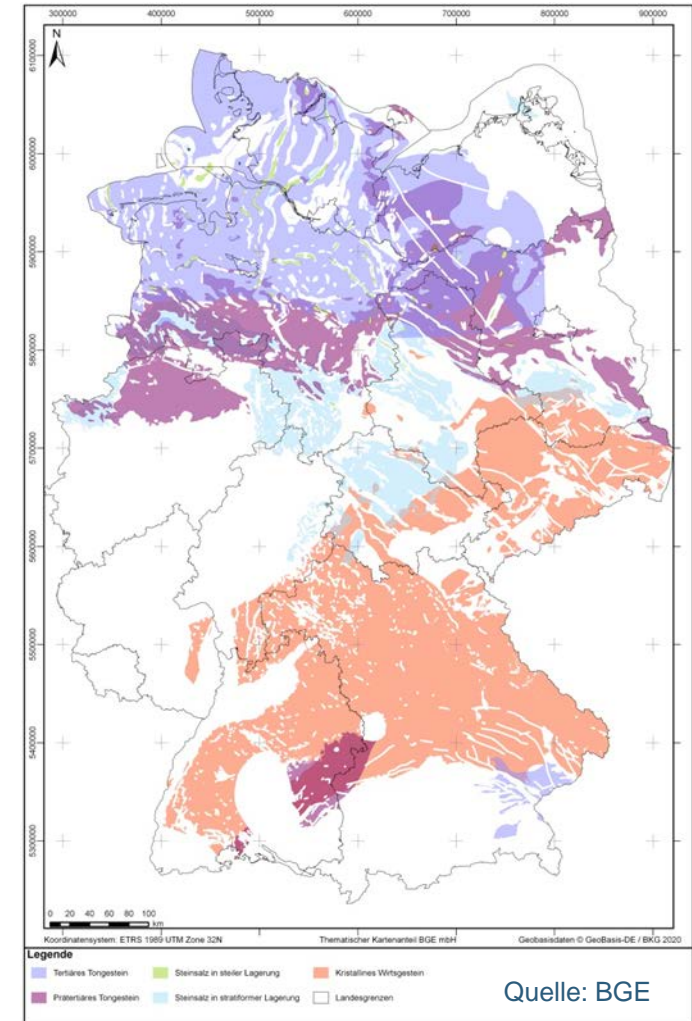 300000 400000 500000 600000 700000 800000 900000
N
6100000
6000000
5900000
5800000
5700000
5600000
5500000
5400000
5300000
0 20 40 60 80 100
km
Koordinatensystem: ETRS 1989 UTM Zone 32N Thematischer Kartenanteil BGE mbH Geobasisdaten © GeoBasis-DE / BKG 2020
Legende
Tertiäres Tongestein Steinsalz in steiler Lagerung Kristallines Wirtsgestein
Prätertiäres Tongestein Steinsalz in stratiformer Lagerung Landesgrenzen
Quelle: BGE